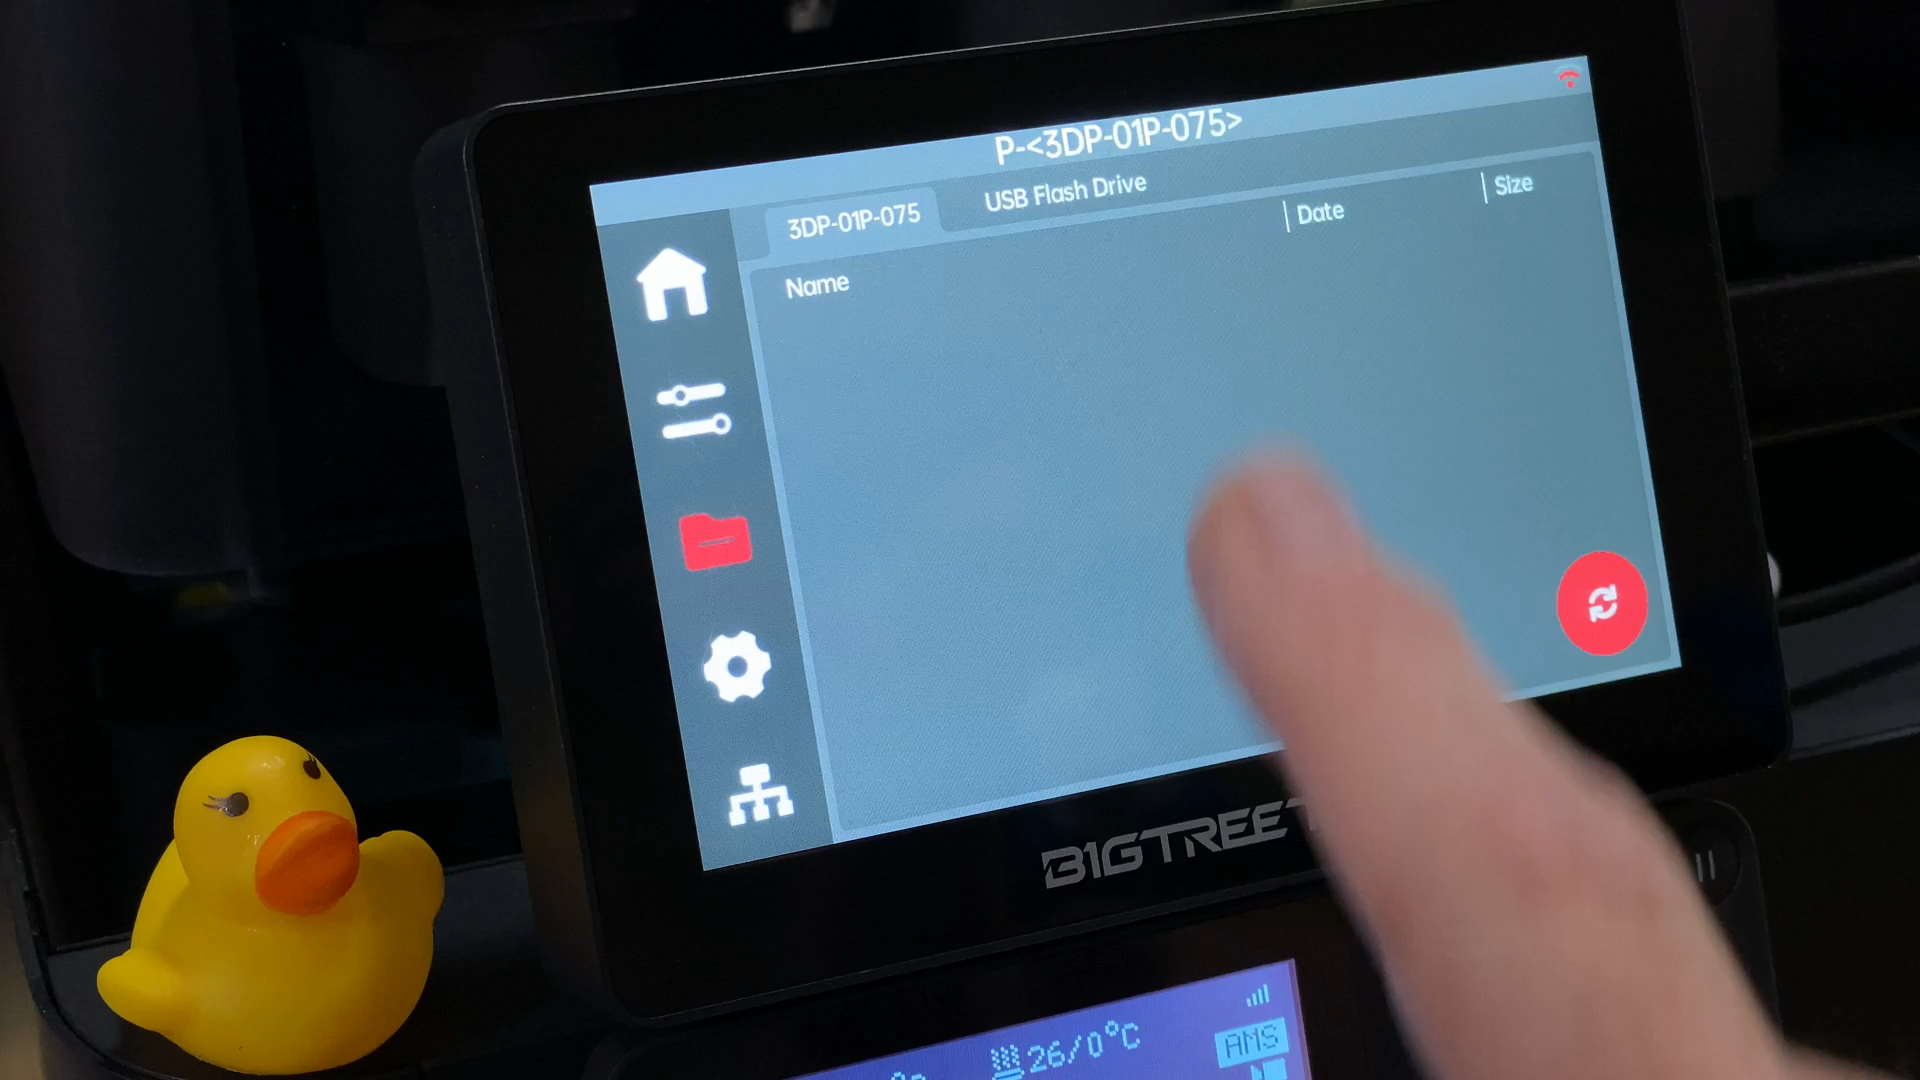 P-<3DP-01P-075>
3DP-01P-075 USB Flash Drive
Name Date Size
BIGTREE
26/0°C
AMS